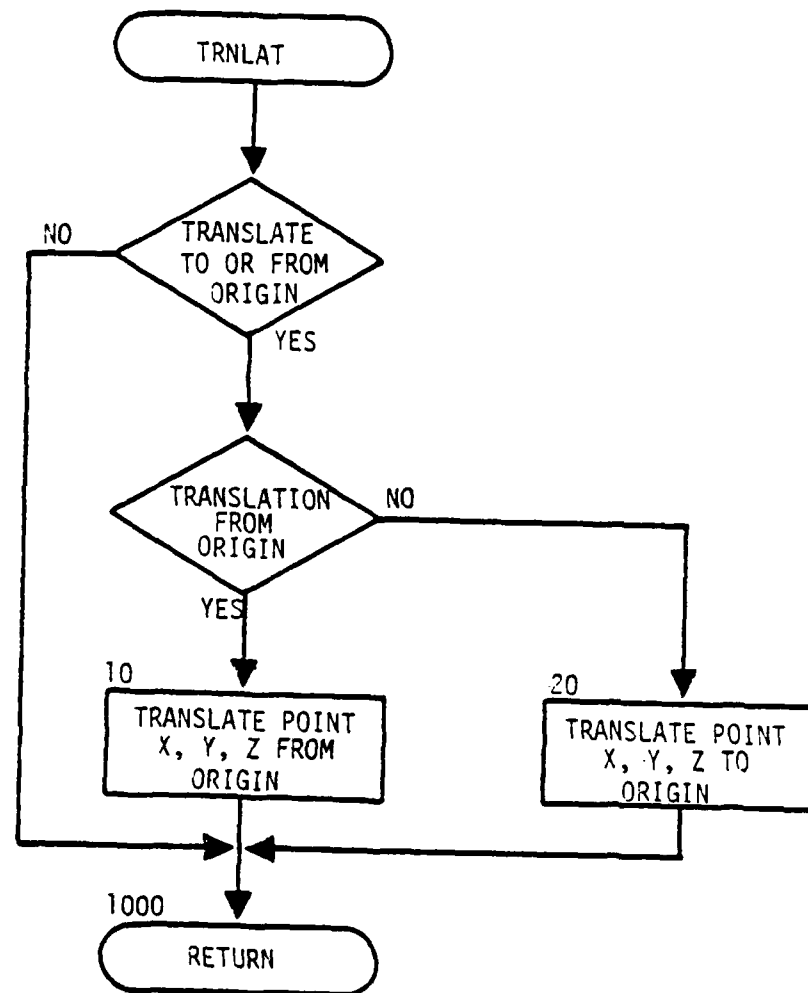 TRNLAT
NO
TRANSLATE
TO OR FROM
ORIGIN
YES
TRANSLATION
FROM
ORIGIN
NO
YES
10
TRANSLATE POINT
X, Y, Z FROM
ORIGIN
20
TRANSLATE POINT
X, Y, Z TO
ORIGIN
1000
RETURN